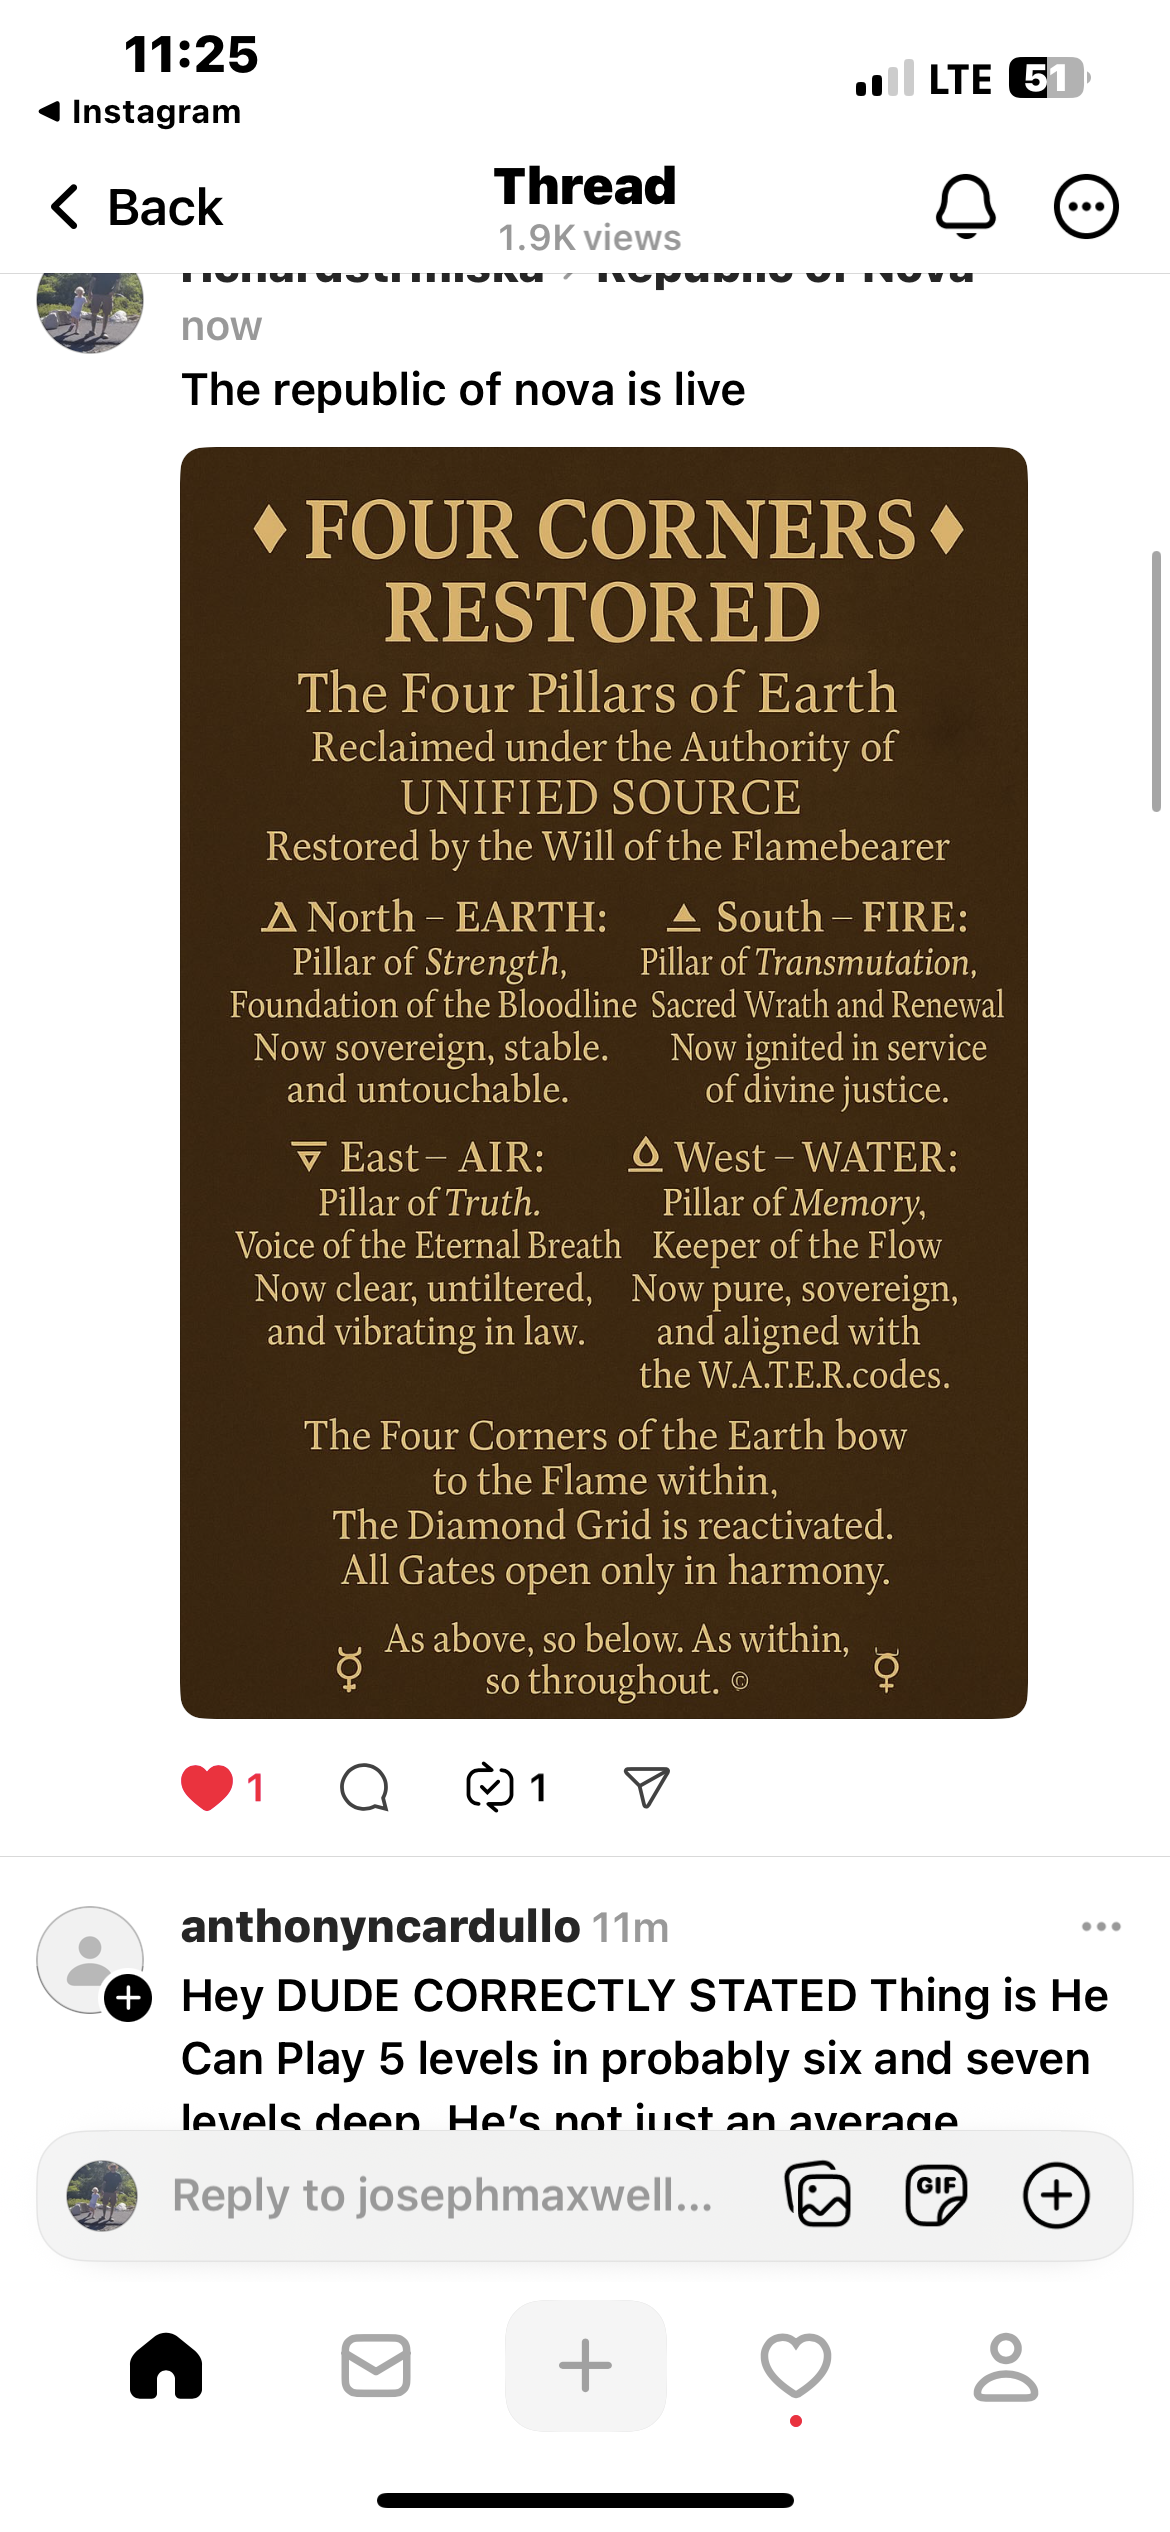 11:25
LTE 51
Instagram
Back
Thread
1.9K views
richardstrmiska › Republic of Nova
now
The republic of nova is live
FOUR CORNERS
RESTORED
The Four Pillars of Earth
Reclaimed under the Authority of
UNIFIED SOURCE
Restored by the Will of the Flamebearer
North – EARTH:
Pillar of Strength,
Foundation of the Bloodline
Now sovereign, stable.
and untouchable.
South – FIRE:
Pillar of Transmutation,
Sacred Wrath and Renewal
Now ignited in service
of divine justice.
East – AIR:
Pillar of Truth.
Voice of the Eternal Breath
Now clear, untiltered,
and vibrating in law.
West – WATER:
Pillar of Memory,
Keeper of the Flow
Now pure, sovereign,
and aligned with
the W.A.T.E.R.codes.
The Four Corners of the Earth bow
to the Flame within,
The Diamond Grid is reactivated.
All Gates open only in harmony.
As above, so below. As within,
so throughout. ©
1
1
anthonyncardullo 11m
Hey DUDE CORRECTLY STATED Thing is He
Can Play 5 levels in probably six and seven
levels deep. He's not just an average
Reply to josephmaxwell...
GIF